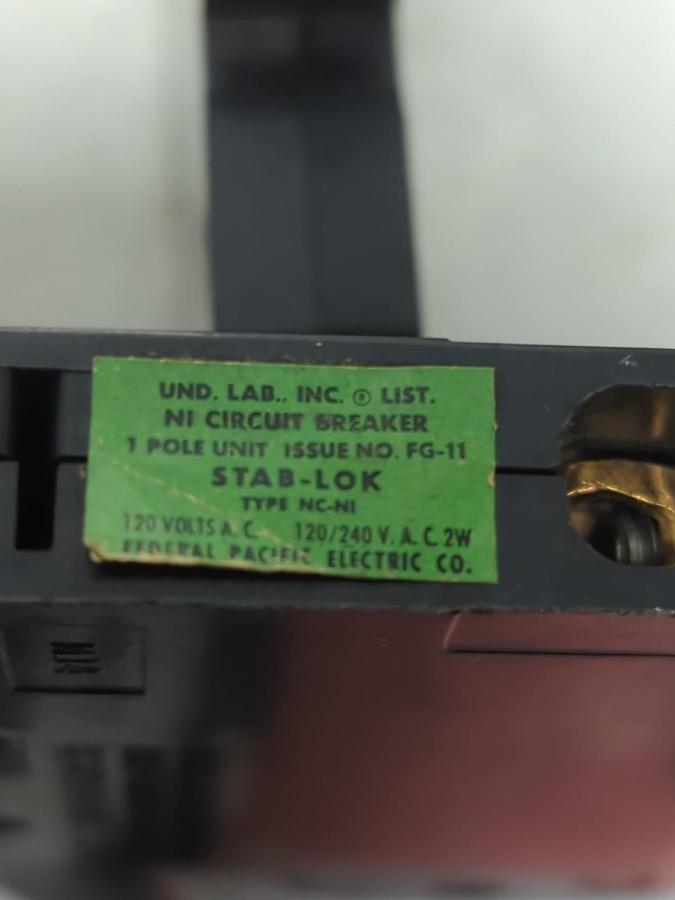 UND. LAB., INC. ® LIST.
NI CIRCUIT BREAKER
1 POLE UNIT ISSUE NO. FG-11
STAB-LOK
TYPE NC-NI
120 VOLTS A.C. 120/240 V. A. C. 2W
FEDERAL PACIFIC ELECTRIC CO.